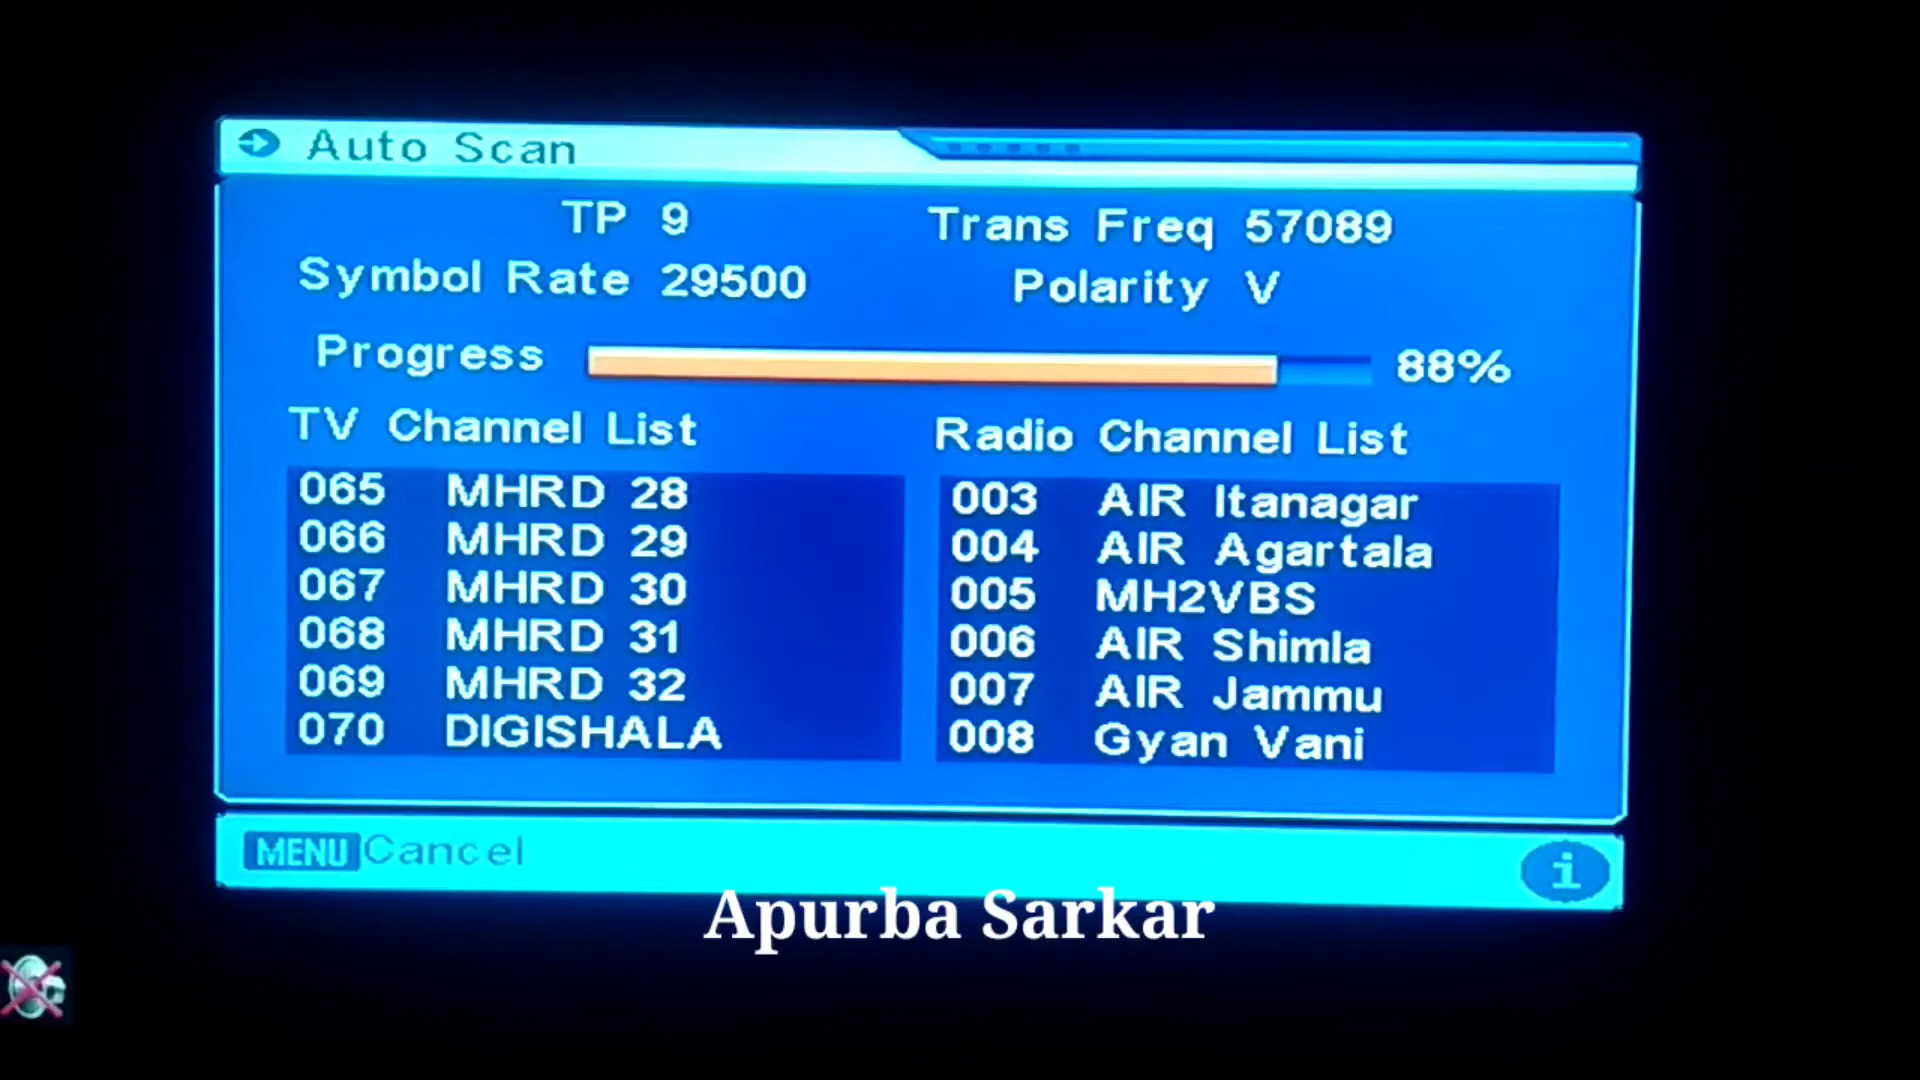 Auto Scan
TP 9
Trans Freq 57089
Symbol Rate 29500
Polarity V
Progress 88%
TV Channel List
065 MHRD 28
066 MHRD 29
067 MHRD 30
068 MHRD 31
069 MHRD 32
070 DIGISHALA
Radio Channel List
003 AIR Itanagar
004 AIR Agartala
005 MH2VBS
006 AIR Shimla
007 AIR Jammu
008 Gyan Vani
MENU Cancel
i
Apurba Sarkar